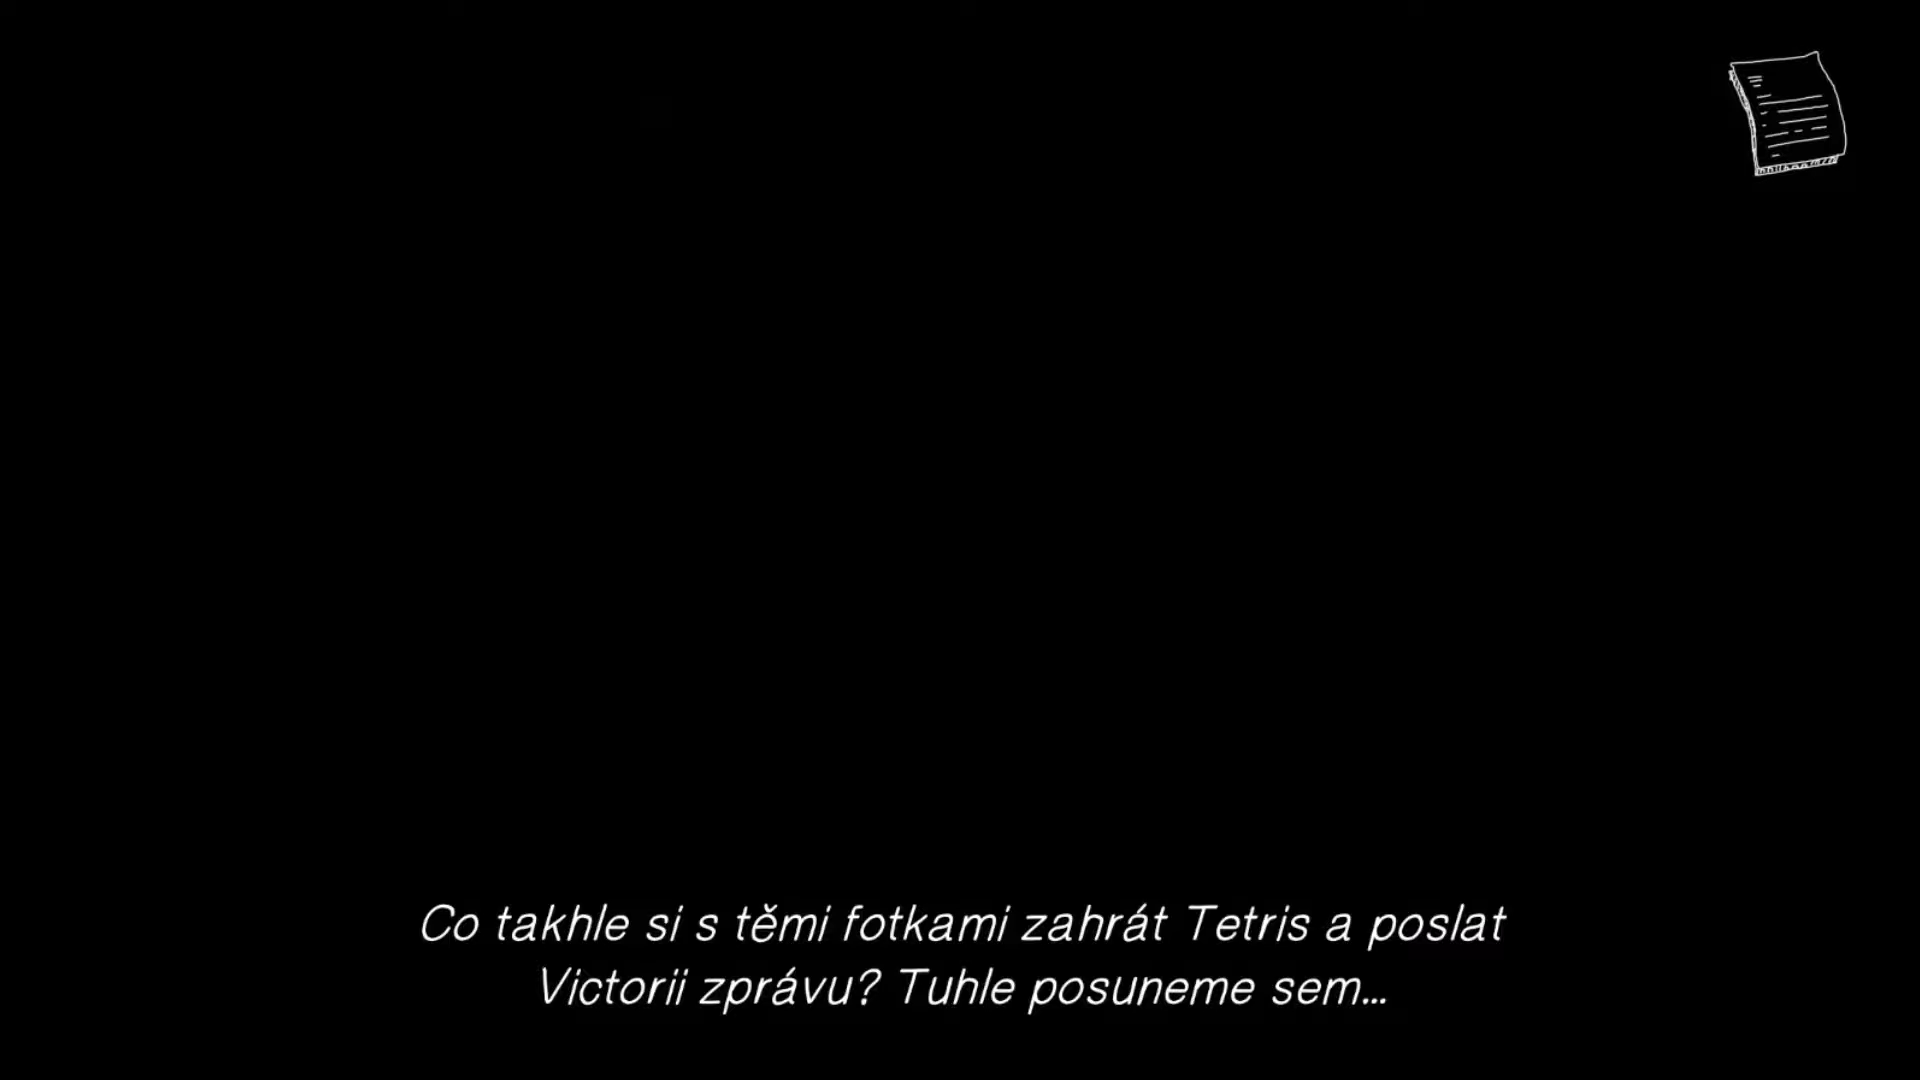 Co takhle si s těmi fotkami zahrát Tetris a poslat
Victorii zprávu? Tuhle posuneme sem...